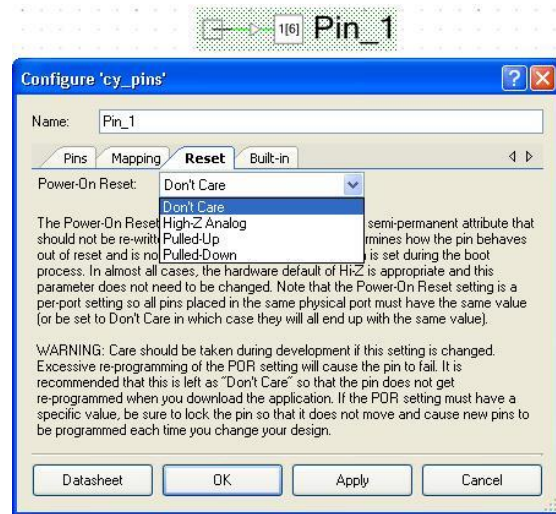 1[6] Pin_1
Configure 'cy_pins'
Name: Pin_1
Pins Mapping Reset Built-in
Power-On Reset: Don't Care
Don't Care
The Power-On Reset High-Z Analog semi-permanent attribute that
should not be re-writt Pulled-Up rmines how the pin behaves
out of reset and is no Pulled-Down is set during the boot
process. In almost all cases, the hardware default of Hi-Z is appropriate and this
parameter does not need to be changed. Note that the Power-On Reset setting is a
per-port setting so all pins placed in the same physical port must have the same value
(or be set to Don't Care in which case they will all end up with the same value).
WARNING: Care should be taken during development if this setting is changed.
Excessive re-programming of the POR setting will cause the pin to fail. It is
recommended that this is left as "Don't Care" so that the pin does not get
re-programmed when you download the application. If the POR setting must have a
specific value, be sure to lock the pin so that it does not move and cause new pins to
be programmed each time you change your design.
Datasheet OK Apply Cancel